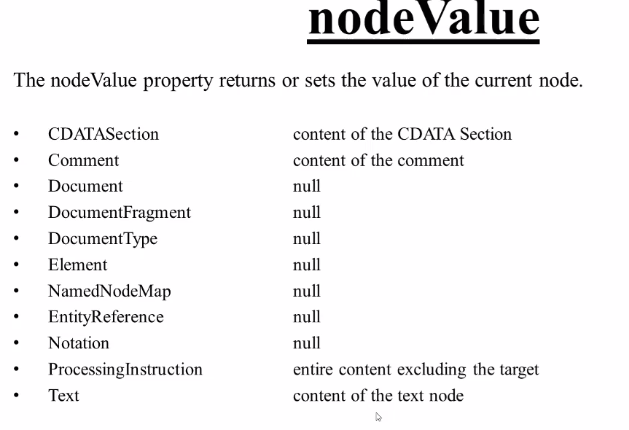 nodeValue
The nodeValue property returns or sets the value of the current node.
• CDATASection content of the CDATA Section
• Comment content of the comment
• Document null
• DocumentFragment null
• DocumentType null
• Element null
• NamedNodeMap null
• EntityReference null
• Notation null
• ProcessingInstruction entire content excluding the target
• Text content of the text node